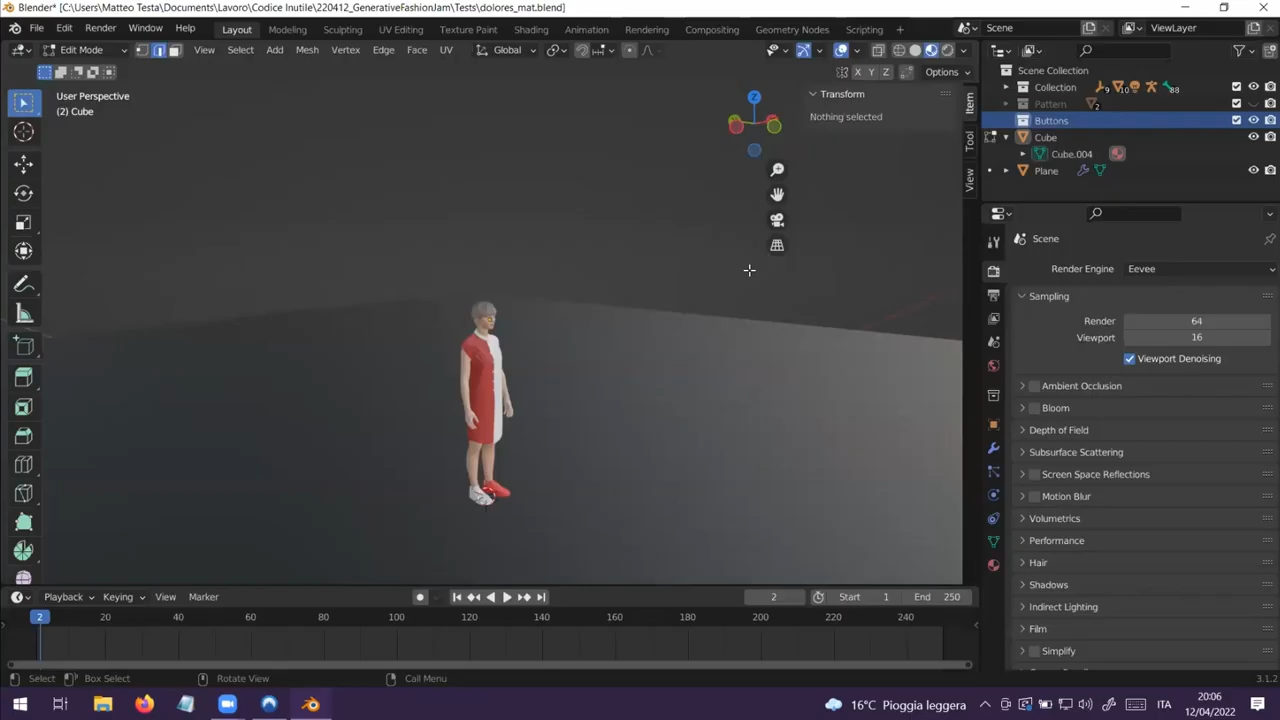 Blender* [C:\Users\Matteo Testa\Documents\Lavoro\Codice Inutile\220412_GenerativeFashionJam\Tests\dolores_mat.blend]
File Edit Render Window Help Layout Modeling Sculpting UV Editing Texture Paint Shading Animation Rendering Compositing Geometry Nodes Scripting Scene ViewLayer
Edit Mode View Select Add Mesh Vertex Edge Face UV Global
X Y Z Options
User Perspective
(2) Cube
Z
Transform
Nothing selected
Item
Tool
View
Scene Collection
Collection 9 10 88
Pattern 2
Buttons
Cube
Cube.004
Plane
Scene
Render Engine Eevee
Sampling
Render 64
Viewport 16
Viewport Denoising
Ambient Occlusion
Bloom
Depth of Field
Subsurface Scattering
Screen Space Reflections
Motion Blur
Volumetrics
Performance
Hair
Shadows
Indirect Lighting
Film
Simplify
Playback Keying View Marker 2 Start 1 End 250
2 20 40 60 80 100 120 140 160 180 200 220 240
Select Box Select Rotate View Call Menu 3.1.2
16°C Pioggia leggera ITA 20:06
12/04/2022